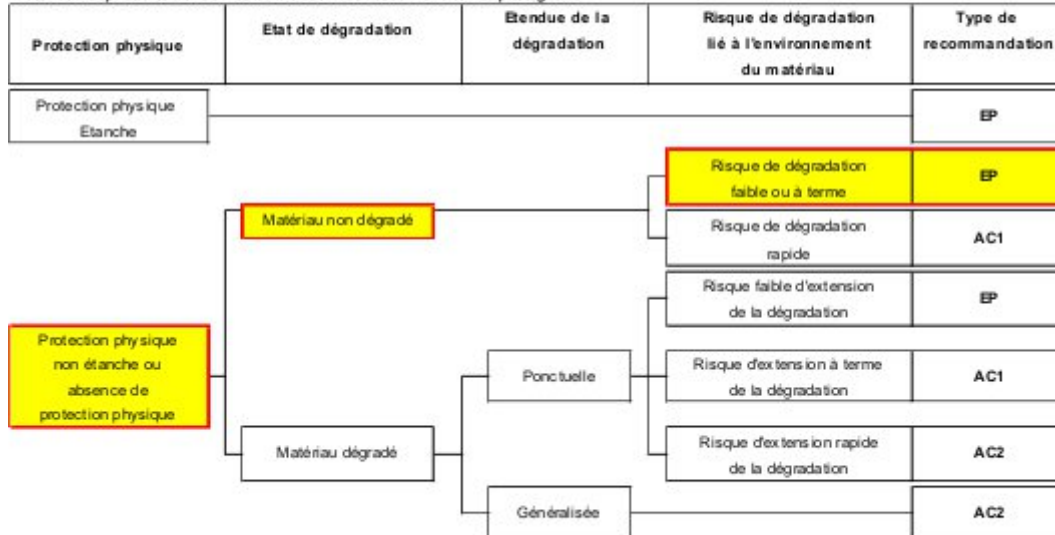 Protection physique
Etat de dégradation
Etendue de la
dégradation
Risque de dégradation
lié à l'environnement
du matériau
Type de
recommandation
Protection physique
Etanche
EP
Risque de dégradation
faible ou à terme
EP
Matériau non dégradé
Risque de dégradation
rapide
AC1
Risque faible d'extension
de la dégradation
EP
Protection physique
non étanche ou
absence de
protection physique
Ponctuelle
Risque d'extension à terme
de la dégradation
AC1
Matériau dégradé
Risque d'extension rapide
de la dégradation
AC2
Généralisée
AC2